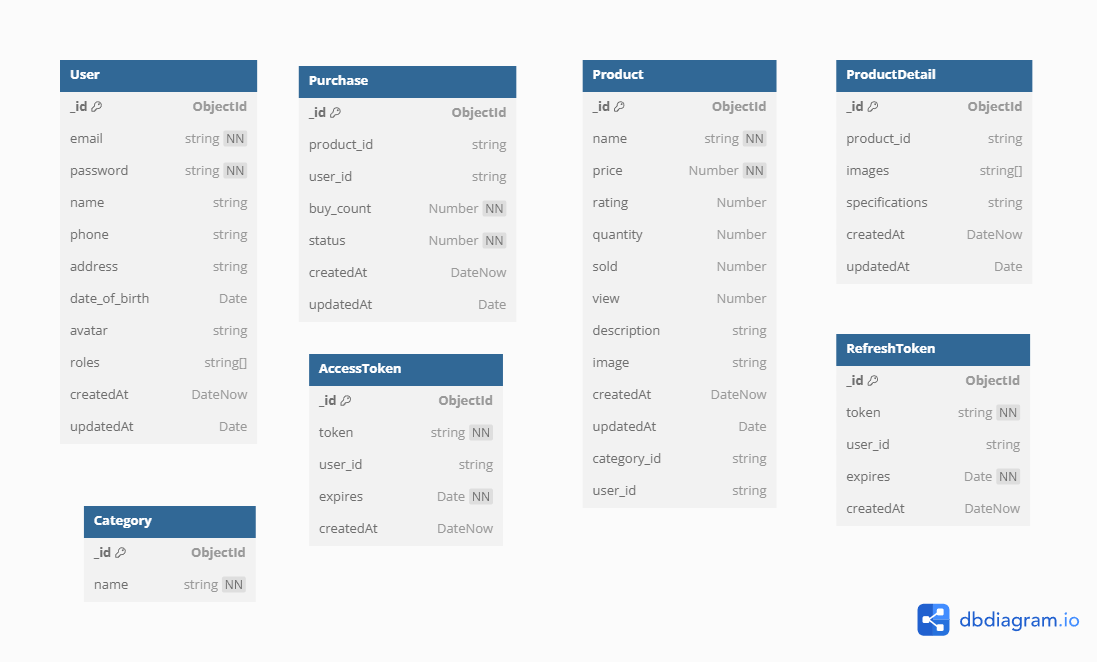 User
_id ObjectId
email string NN
password string NN
name string
phone string
address string
date_of_birth Date
avatar string
roles string[]
createdAt DateNow
updatedAt Date
Purchase
_id ObjectId
product_id string
user_id string
buy_count Number NN
status Number NN
createdAt DateNow
updatedAt Date
Product
_id ObjectId
name string NN
price Number NN
rating Number
quantity Number
sold Number
view Number
description string
image string
createdAt DateNow
updatedAt Date
category_id string
user_id string
ProductDetail
_id ObjectId
product_id string
images string[]
specifications string
createdAt DateNow
updatedAt Date
AccessToken
_id ObjectId
token string NN
user_id string
expires Date NN
createdAt DateNow
RefreshToken
_id ObjectId
token string NN
user_id string
expires Date NN
createdAt DateNow
Category
_id ObjectId
name string NN
dbdiagram.io